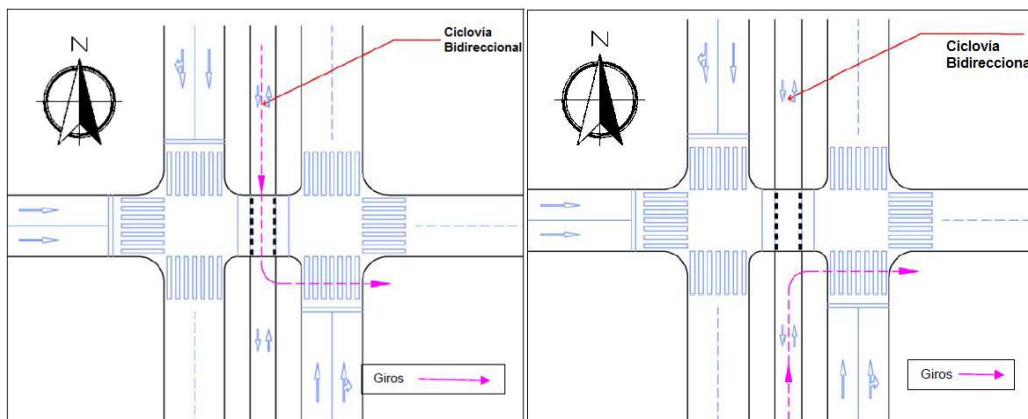 N
Ciclovía
Bidireccional
Giros
N
Ciclovía
Bidirecciona
Giros